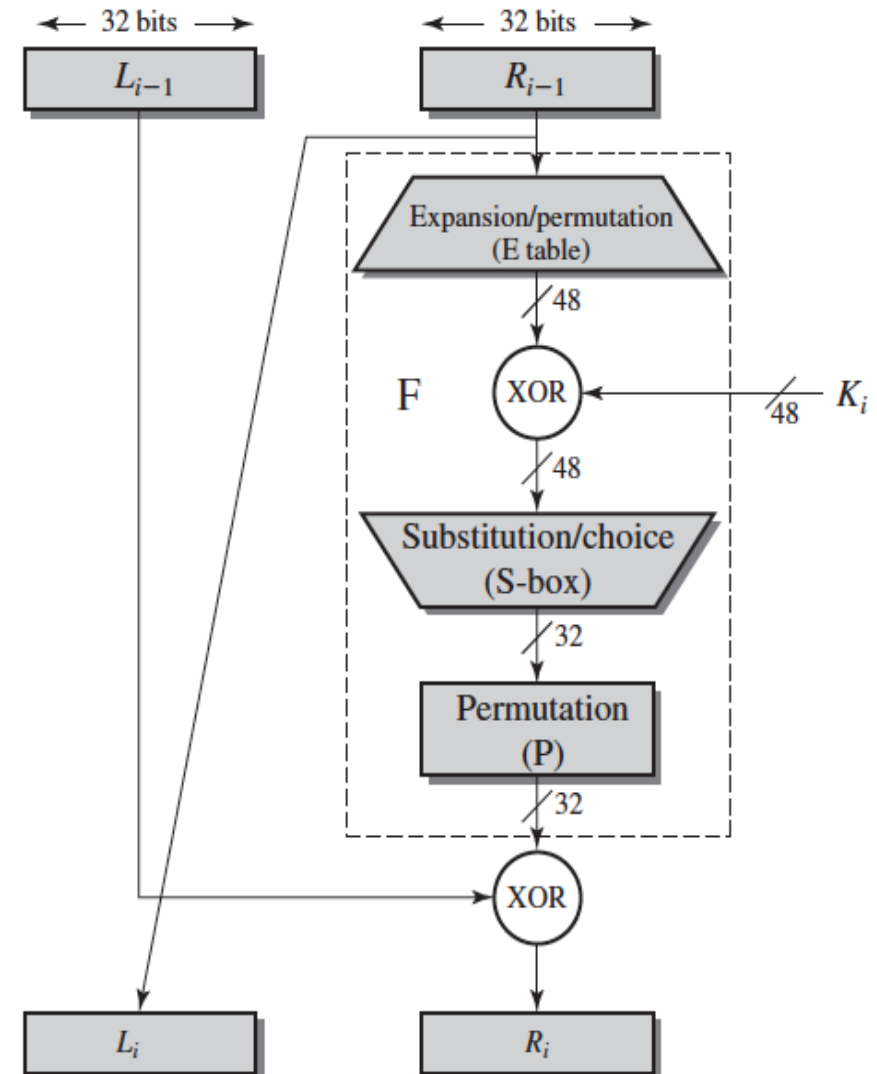 32 bits
32 bits
L_{i−1}
R_{i−1}
Expansion/permutation
(E table)
48
F
XOR
48
K_i
48
Substitution/choice
(S-box)
32
Permutation
(P)
32
XOR
L_i
R_i